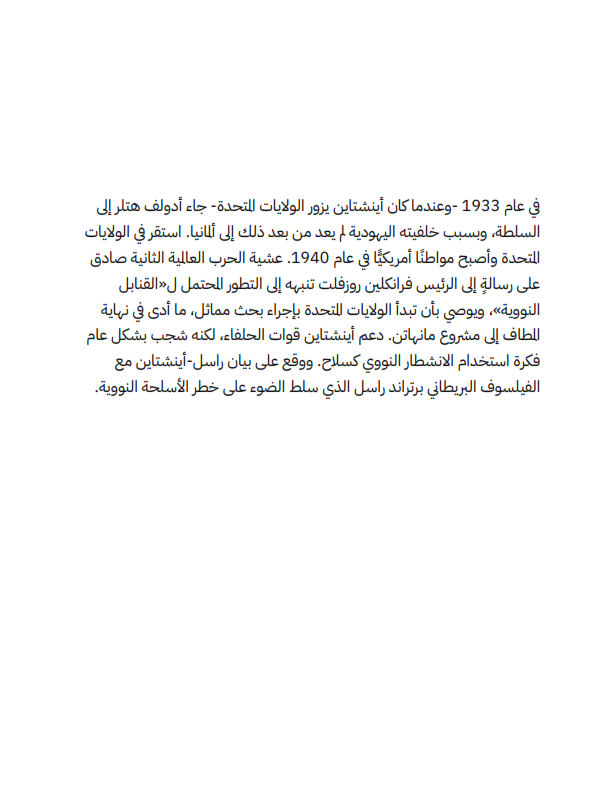 في عام 1933 -وعندما كان أينشتاين يزور الولايات المتحدة- جاء أدولف هتلر إلى
السلطة، وبسبب خلفيته اليهودية لم يعد من بعد ذلك إلى ألمانيا. استقر في الولايات
المتحدة وأصبح مواطنًا أمريكيًّا في عام 1940. عشية الحرب العالمية الثانية صادق
على رسالةٍ إلى الرئيس فرانكلين روزفلت تنبهه إلى التطور المحتمل ل«القنابل
النووية»، ويوصي بأن تبدأ الولايات المتحدة بإجراء بحث مماثل، ما أدى في نهاية
المطاف إلى مشروع مانهاتن. دعم أينشتاين قوات الحلفاء، لكنه شجب بشكل عام
فكرة استخدام الانشطار النووي كسلاح. ووقع على بيان راسل-أينشتاين مع
الفيلسوف البريطاني برتراند راسل الذي سلط الضوء على خطر الأسلحة النووية.